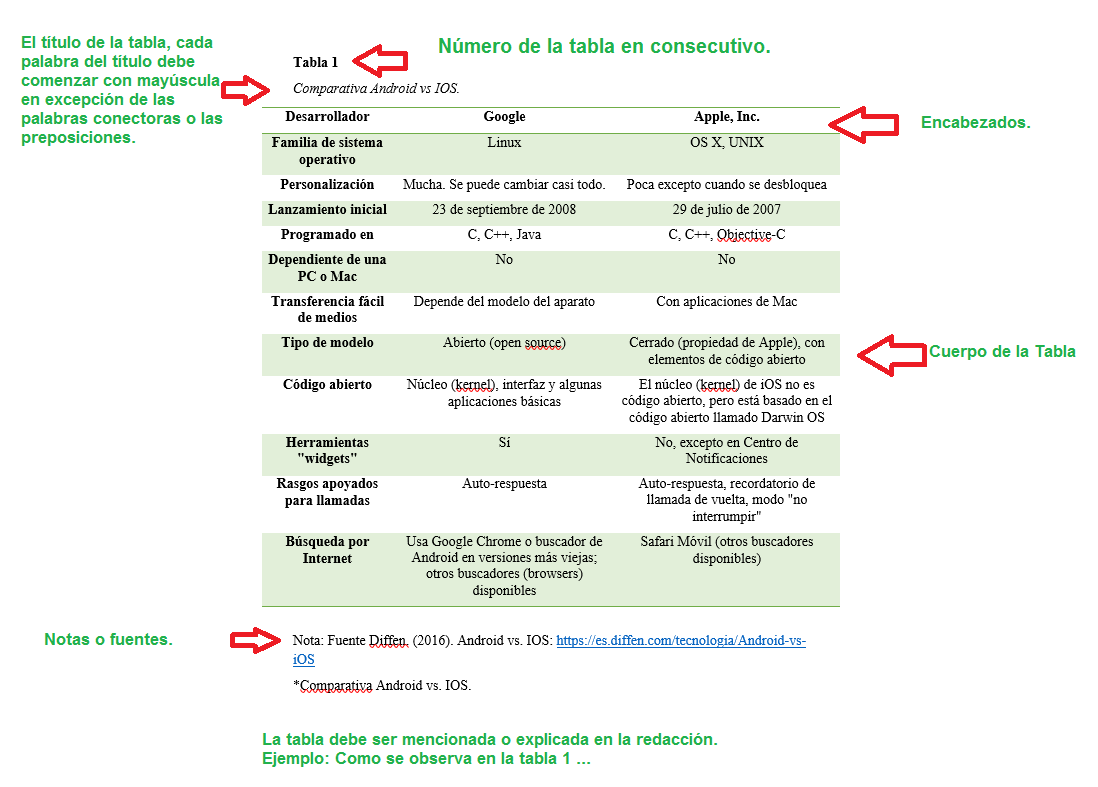 El título de la tabla, cada
palabra del título debe
comenzar con mayúscula
en excepción de las
palabras conectoras o las
preposiciones.
Número de la tabla en consecutivo.
Tabla 1
Comparativa Android vs IOS.
Encabezados.
Desarrollador Google Apple, Inc.
Familia de sistema
operativo
Linux
OS X, UNIX
Personalización
Mucha. Se puede cambiar casi todo.
Poca excepto cuando se desbloquea
Lanzamiento inicial
23 de septiembre de 2008
29 de julio de 2007
Programado en
C, C++, Java
C, C++, Objective-C
Dependiente de una
PC o Mac
No
No
Transferencia fácil
de medios
Depende del modelo del aparato
Con aplicaciones de Mac
Tipo de modelo
Abierto (open source)
Cerrado (propiedad de Apple), con
elementos de código abierto
Cuerpo de la Tabla
Código abierto
Núcleo (kernel), interfaz y algunas
aplicaciones básicas
El núcleo (kernel) de iOS no es
código abierto, pero está basado en el
código abierto llamado Darwin OS
Herramientas
"widgets"
Sí
No, excepto en Centro de
Notificaciones
Rasgos apoyados
para llamadas
Auto-respuesta
Auto-respuesta, recordatorio de
llamada de vuelta, modo "no
interrumpir"
Búsqueda por
Internet
Usa Google Chrome o buscador de
Android en versiones más viejas;
otros buscadores (browsers)
disponibles
Safari Móvil (otros buscadores
disponibles)
Notas o fuentes.
Nota: Fuente Diffen. (2016). Android vs. IOS: https://es.diffen.com/tecnologia/Android-vs-
iOS
*Comparativa Android vs. IOS.
La tabla debe ser mencionada o explicada en la redacción.
Ejemplo: Como se observa en la tabla 1 ...